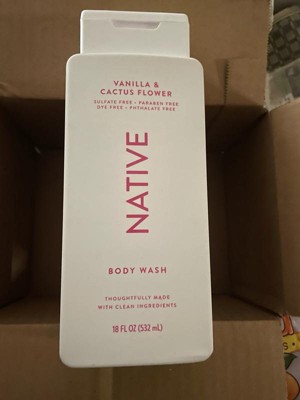 VANILLA &
CACTUS FLOWER
SULFATE FREE • PARABEN FREE
DYE FREE • PHTHALATE FREE
NATIVE
BODY WASH
THOUGHTFULLY MADE
WITH CLEAN INGREDIENTS
18 FL OZ (532 mL)